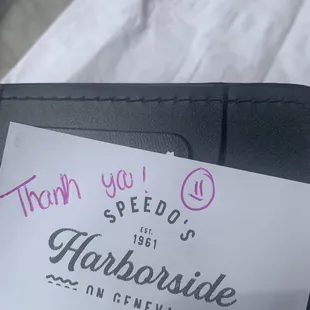 Thank you!
SPEEDO'S
EST.
1961
Harborside
ON GENEVA